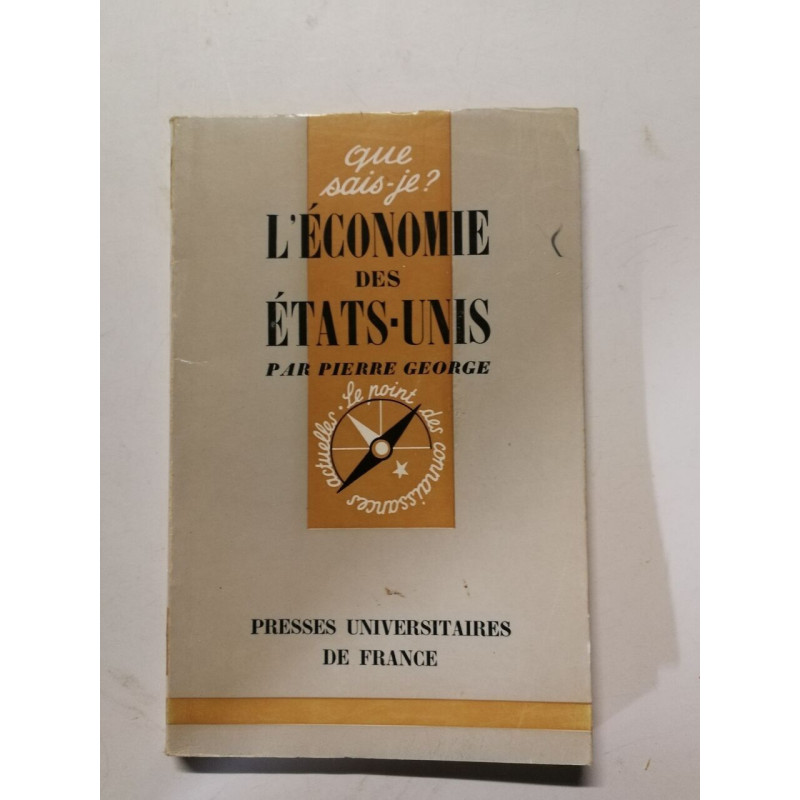 que
sais-je?
L'ÉCONOMIE
DES
ÉTATS-UNIS
PAR PIERRE GEORGE
Le point des connaissances actuelles.
PRESSES UNIVERSITAIRES
DE FRANCE